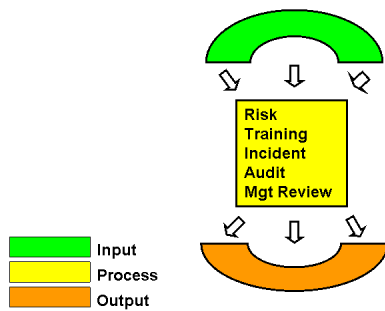 Risk
Training
Incident
Audit
Mgt Review
Input
Process
Output